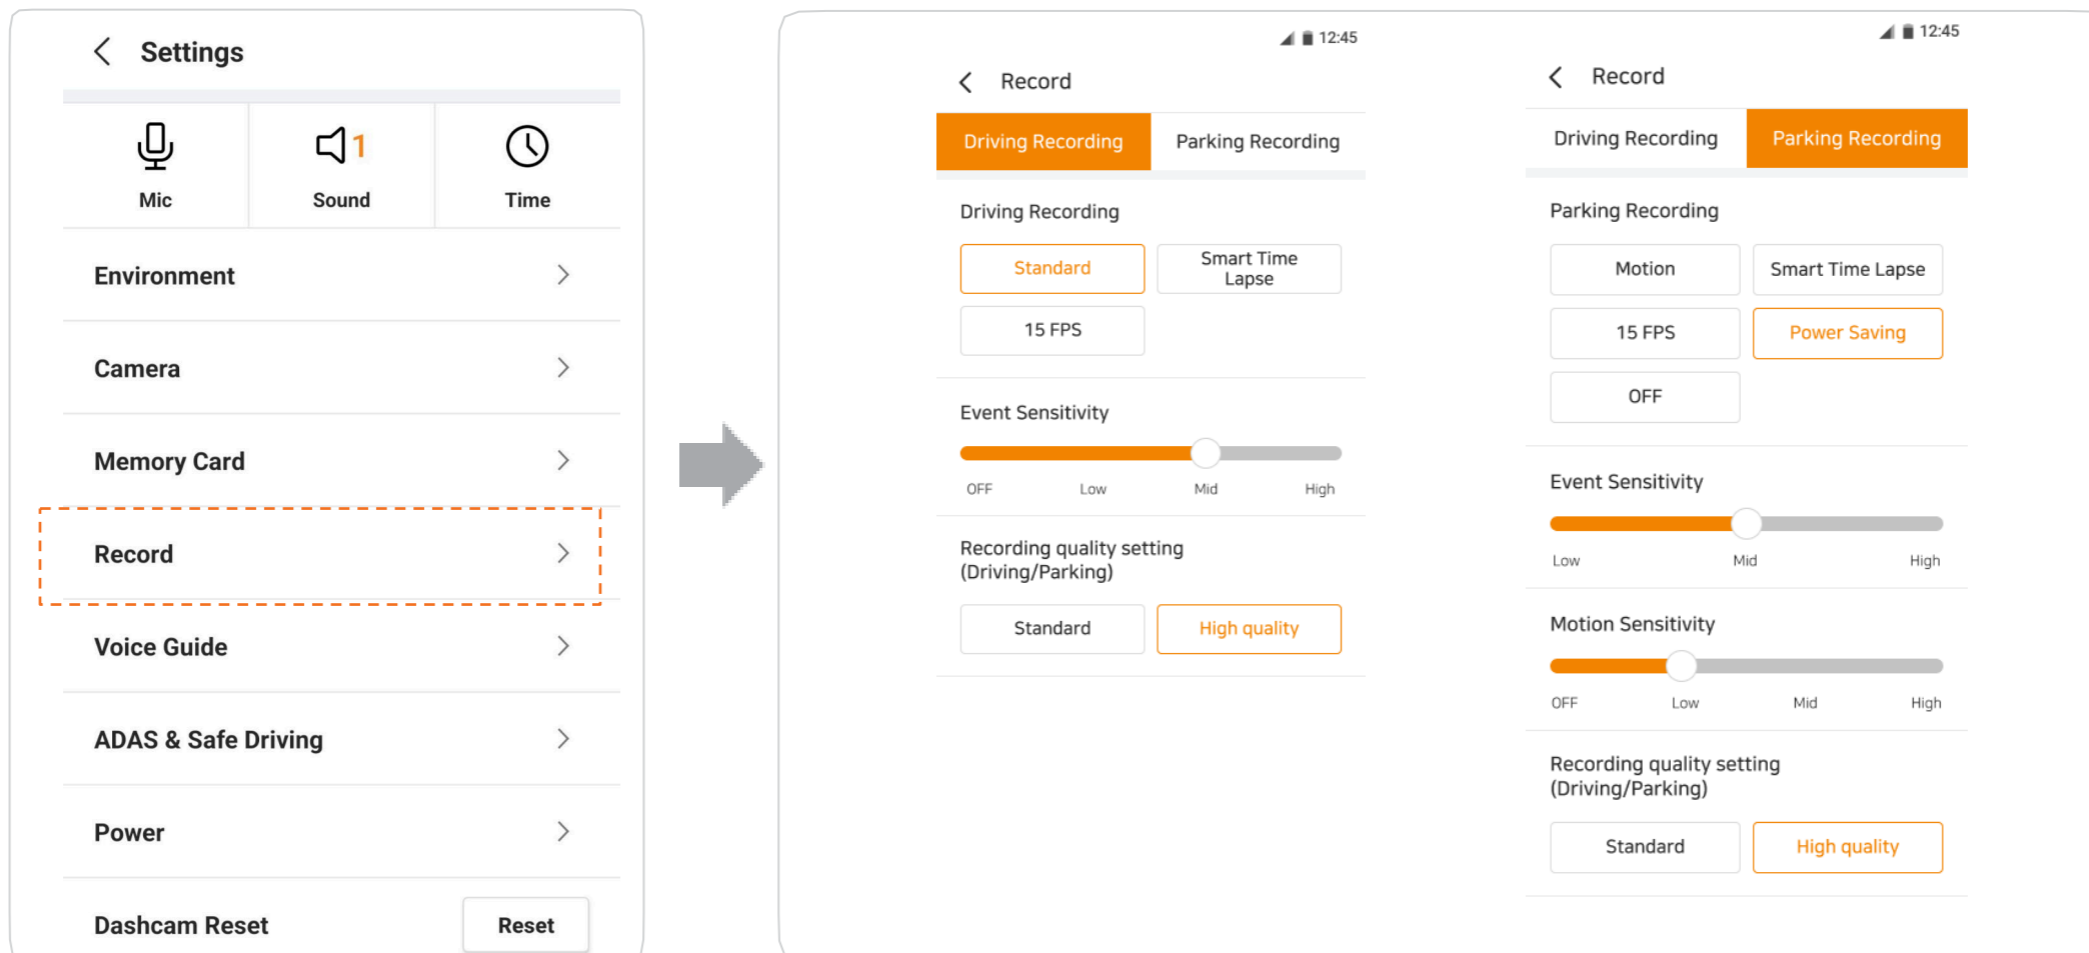 Settings
1
Mic
Sound
Time
Environment
Camera
Memory Card
Record
Voice Guide
ADAS & Safe Driving
Power
Dashcam Reset
Reset
12:45
Record
Driving Recording
Parking Recording
Driving Recording
Standard
Smart Time
Lapse
15 FPS
Event Sensitivity
OFF
Low
Mid
High
Recording quality setting
(Driving/Parking)
Standard
High quality
12:45
Record
Driving Recording
Parking Recording
Parking Recording
Motion
Smart Time Lapse
15 FPS
Power Saving
OFF
Event Sensitivity
Low
Mid
High
Motion Sensitivity
OFF
Low
Mid
High
Recording quality setting
(Driving/Parking)
Standard
High quality